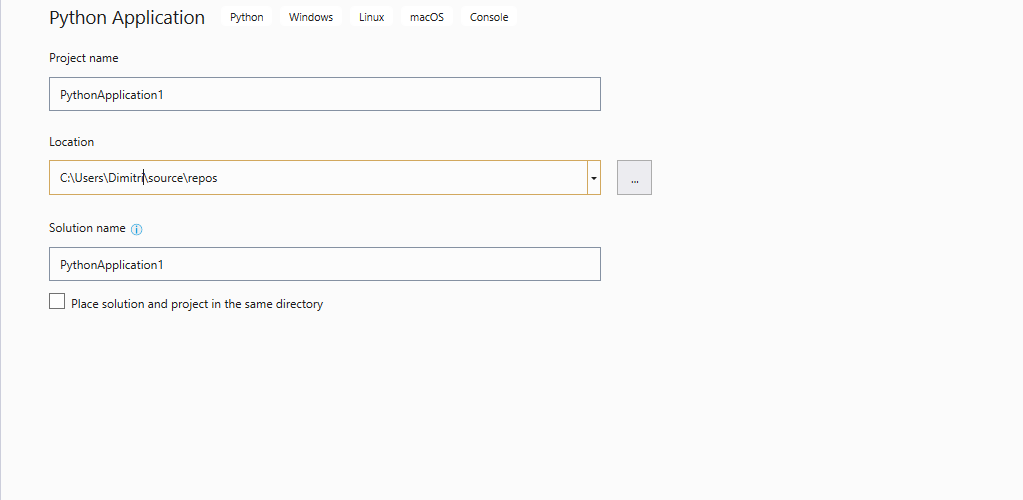 Python Application Python Windows Linux macOS Console
Project name
PythonApplication1
Location
C:\Users\Dimitri\source\repos
...
Solution name
PythonApplication1
Place solution and project in the same directory